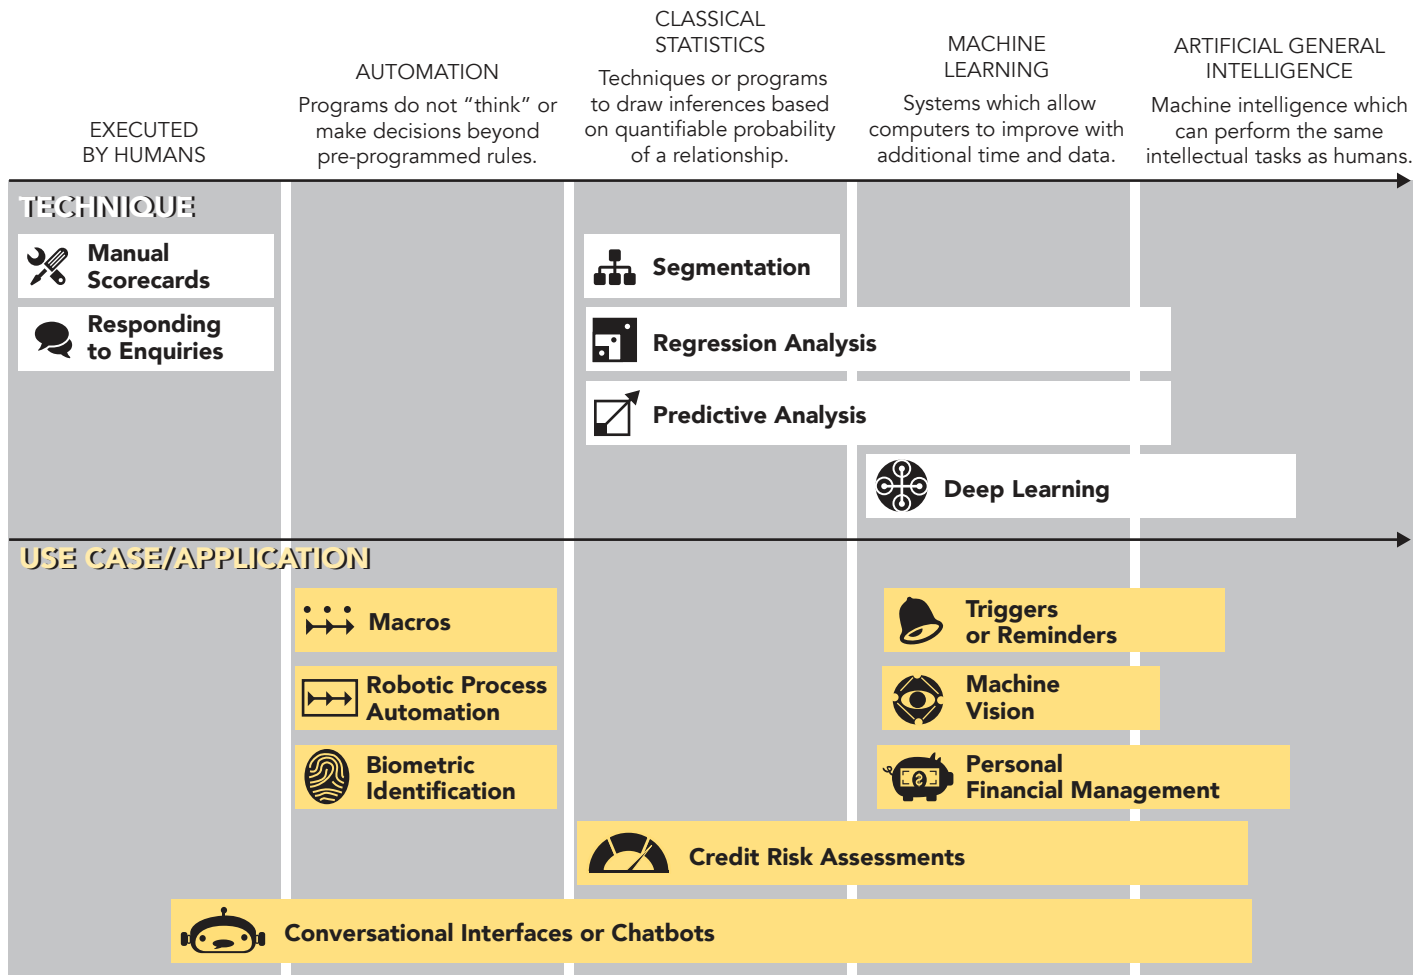 EXECUTED
BY HUMANS
AUTOMATION
Programs do not “think” or
make decisions beyond
pre-programmed rules.
CLASSICAL
STATISTICS
Techniques or programs
to draw inferences based
on quantifiable probability
of a relationship.
MACHINE
LEARNING
Systems which allow
computers to improve with
additional time and data.
ARTIFICIAL GENERAL
INTELLIGENCE
Machine intelligence which
can perform the same
intellectual tasks as humans.
TECHNIQUE
Manual
Scorecards
Segmentation
Responding
to Enquiries
Regression Analysis
Predictive Analysis
Deep Learning
USE CASE/APPLICATION
Macros
Triggers
or Reminders
Robotic Process
Automation
Machine
Vision
Biometric
Identification
Personal
Financial Management
Credit Risk Assessments
Conversational Interfaces or Chatbots